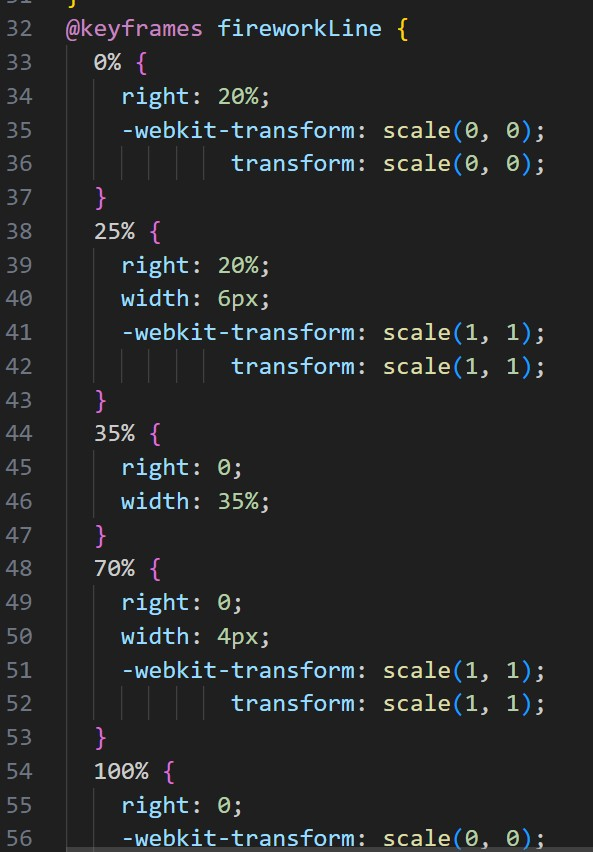 32 @keyframes fireworkLine {
33   0% {
34     right: 20%;
35     -webkit-transform: scale(0, 0);
36             transform: scale(0, 0);
37   }
38   25% {
39     right: 20%;
40     width: 6px;
41     -webkit-transform: scale(1, 1);
42             transform: scale(1, 1);
43   }
44   35% {
45     right: 0;
46     width: 35%;
47   }
48   70% {
49     right: 0;
50     width: 4px;
51     -webkit-transform: scale(1, 1);
52             transform: scale(1, 1);
53   }
54   100% {
55     right: 0;
56     -webkit-transform: scale(0, 0);